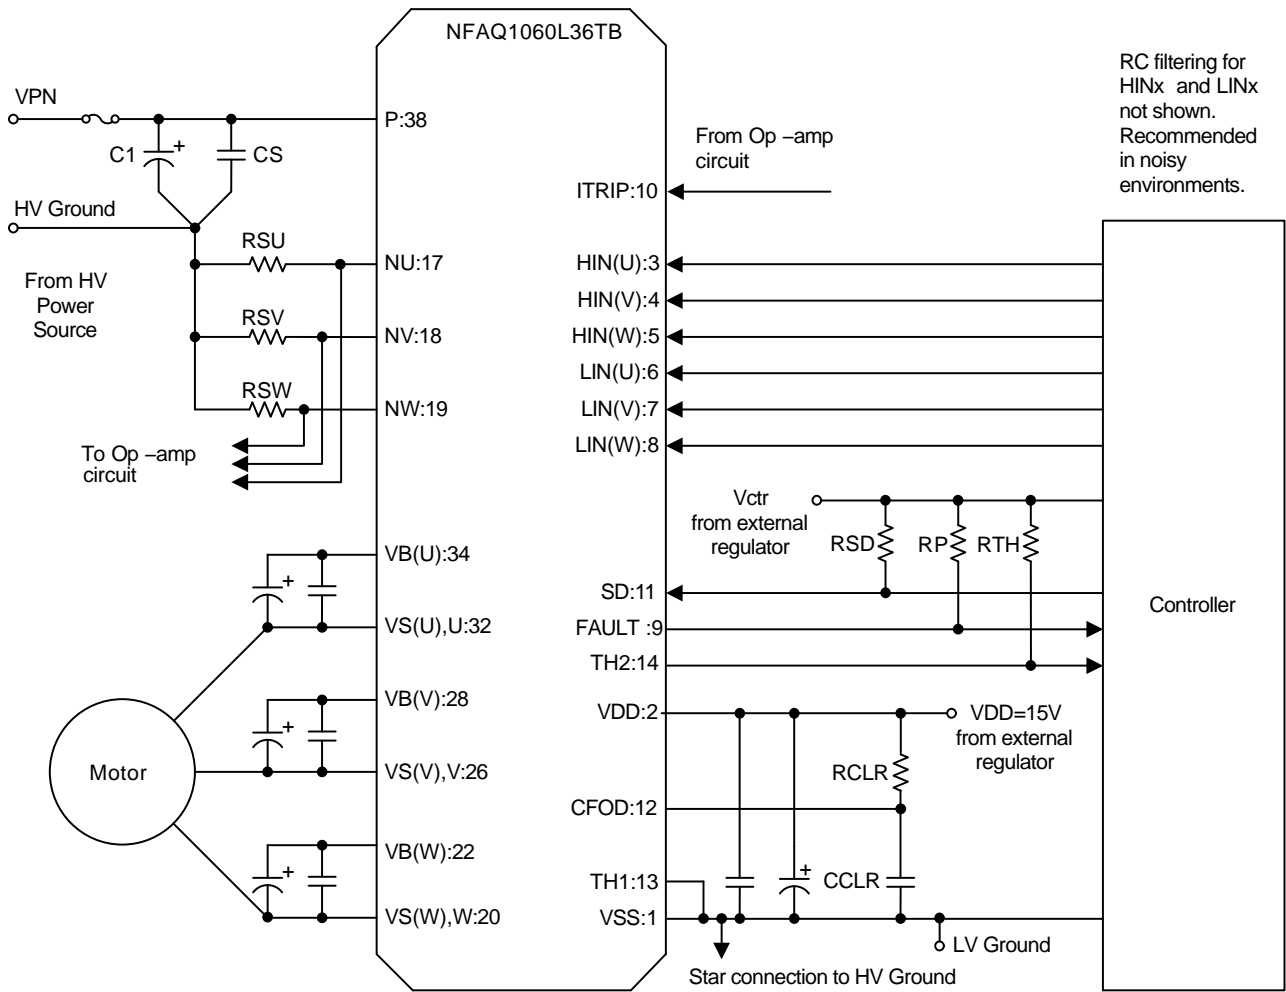 NFAQ1060L36TB
RC filtering for
HINx and LINx
not shown.
Recommended
in noisy
environments.
VPN
P:38
C1
+
CS
From Op –amp
circuit
ITRIP:10
HV Ground
RSU
NU:17
HIN(U):3
From HV
Power
Source
HIN(V):4
RSV
NV:18
HIN(W):5
LIN(U):6
RSW
NW:19
LIN(V):7
To Op –amp
circuit
LIN(W):8
Vctr
from external
regulator
RSD
RP
RTH
VB(U):34
+
SD:11
Controller
VS(U),U:32
FAULT :9
TH2:14
VB(V):28
VDD:2
VDD=15V
from external
regulator
+
Motor
VS(V),V:26
RCLR
CFOD:12
VB(W):22
+
TH1:13
+
CCLR
VS(W),W:20
VSS:1
LV Ground
Star connection to HV Ground